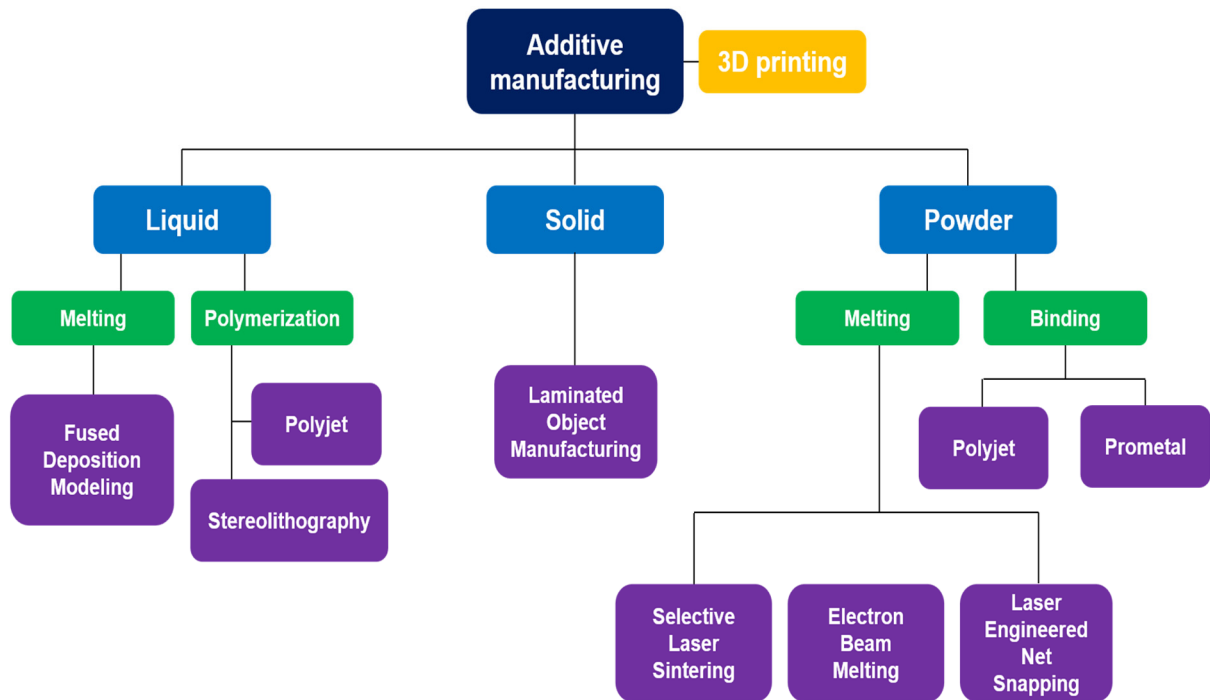 Additive
manufacturing
3D printing
Liquid
Solid
Powder
Melting
Polymerization
Melting
Binding
Fused
Deposition
Modeling
Polyjet
Stereolithography
Laminated
Object
Manufacturing
Polyjet
Prometal
Selective
Laser
Sintering
Electron
Beam
Melting
Laser
Engineered
Net
Snapping